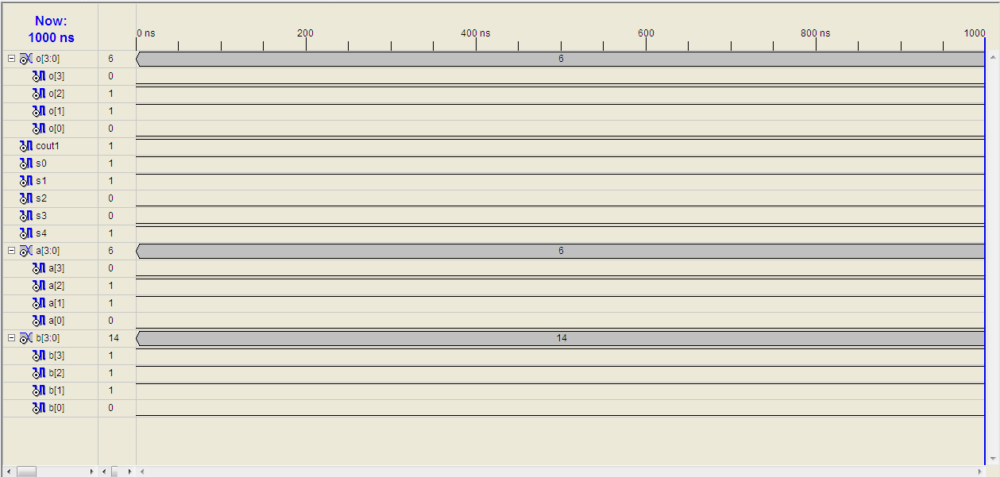 Now:
1000 ns
0 ns 200 400 ns 600 800 ns 1000
o[3:0] 6 6
o[3] 0
o[2] 1
o[1] 1
o[0] 0
cout1 1
s0 1
s1 1
s2 0
s3 0
s4 1
a[3:0] 6 6
a[3] 0
a[2] 1
a[1] 1
a[0] 0
b[3:0] 14 14
b[3] 1
b[2] 1
b[1] 1
b[0] 0